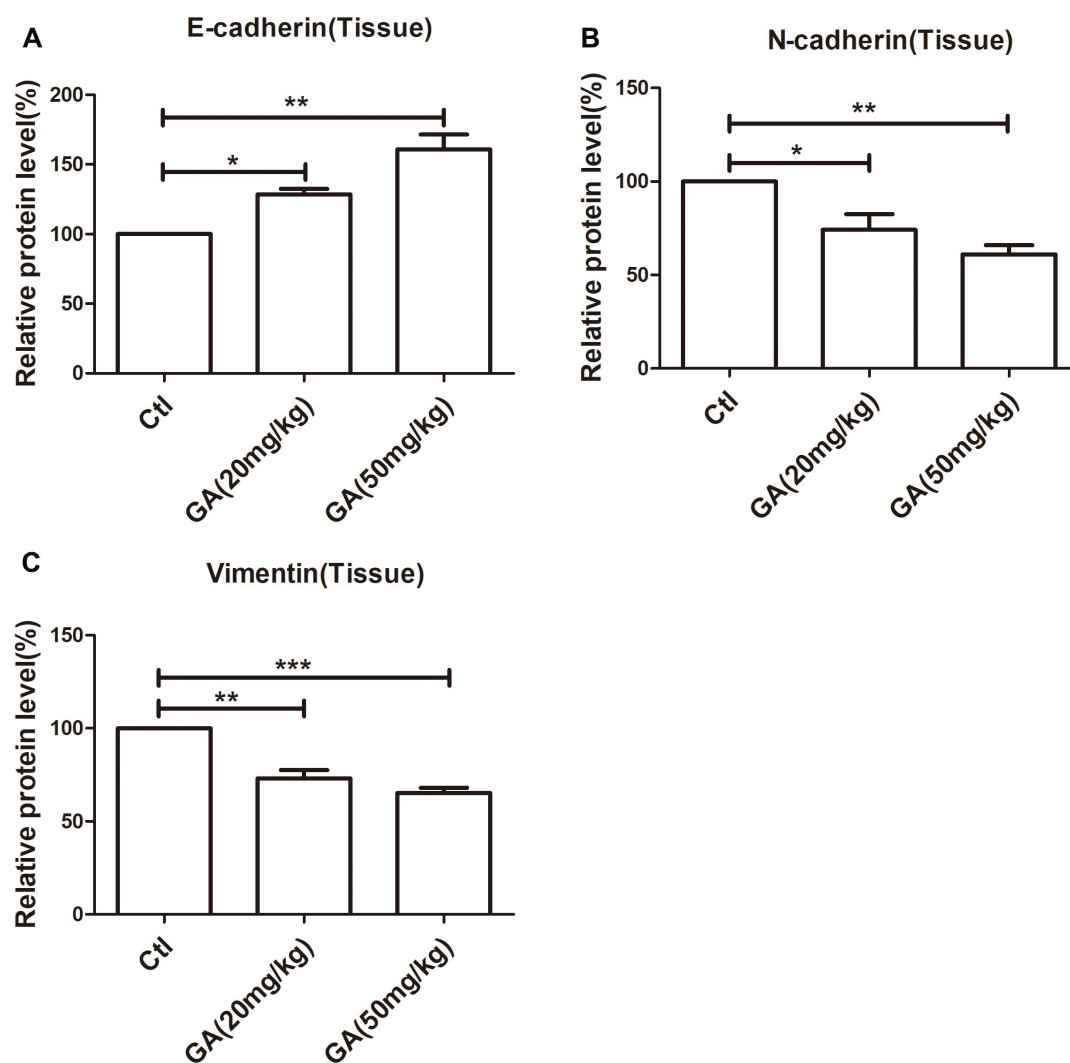 A
E-cadherin(Tissue)
Relative protein level(%)
200
150
100
50
0
**
*
Ctl
GA(20mg/kg)
GA(50mg/kg)
B
N-cadherin(Tissue)
Relative protein level(%)
150
100
50
0
**
*
Ctl
GA(20mg/kg)
GA(50mg/kg)
C
Vimentin(Tissue)
Relative protein level(%)
150
100
50
0
***
**
Ctl
GA(20mg/kg)
GA(50mg/kg)